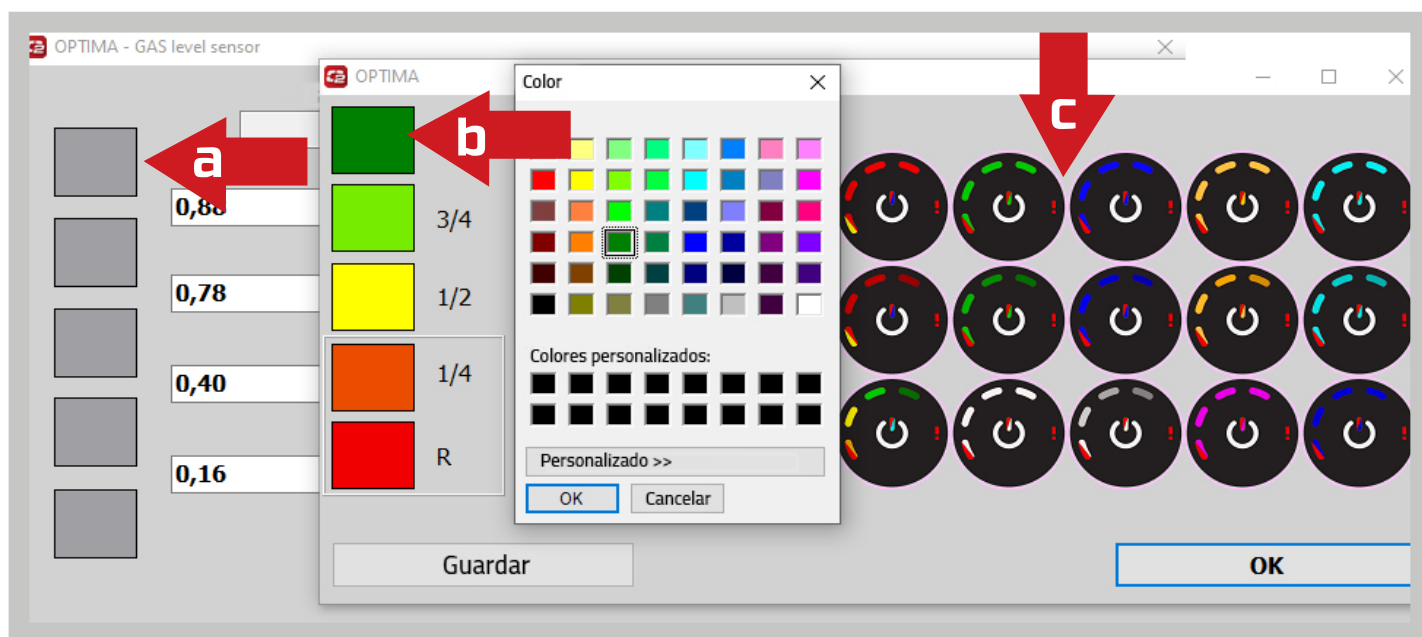 OPTIMA - GAS level sensor
OPTIMA
Color
a
b
c
0,88
3/4
0,78
1/2
0,40
1/4
0,16
R
Colores personalizados:
Personalizado >>
OK
Cancelar
Guardar
OK